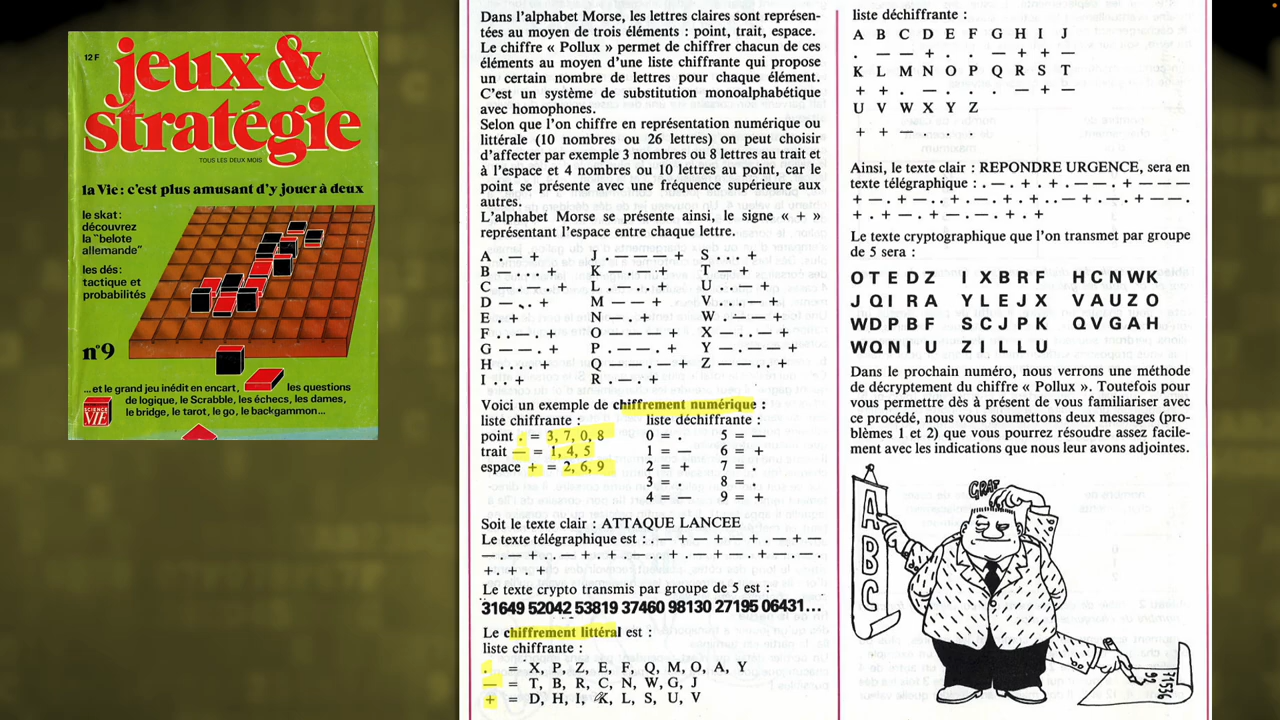 12 F
jeux &
stratégie
TOUS LES DEUX MOIS
la Vie : c'est plus amusant d'y jouer à deux
le skat :
découvrez
la "belote
allemande"
les dés :
tactique et
probabilités
n°9
...et le grand jeu inédit en encart,
les questions
de logique, le Scrabble, les échecs, les dames,
le bridge, le tarot, le go, le backgammon...
SCIENCE
VIE
Dans l'alphabet Morse, les lettres claires sont représen-
tées au moyen de trois éléments : point, trait, espace.
Le chiffre « Pollux » permet de chiffrer chacun de ces
éléments au moyen d'une liste chiffrante qui propose
un certain nombre de lettres pour chaque élément.
C'est un système de substitution monoalphabétique
avec homophones.
Selon que l'on chiffre en représentation numérique ou
littérale (10 nombres ou 26 lettres) on peut choisir
d'affecter par exemple 3 nombres ou 8 lettres au trait et
à l'espace et 4 nombres ou 10 lettres au point, car le
point se présente avec une fréquence supérieure aux
autres.
L'alphabet Morse se présente ainsi, le signe « + »
représentant l'espace entre chaque lettre.
A . — + J . — — — + S . . . +
B — . . . + K — . — + T — +
C — . — . + L . — . . + U . . — +
D — . . + M — — + V . . . — +
E . + N — . + W . — — +
F . . — . + O — — — + X — . . — +
G — — . + P . — — . + Y — . — — +
H . . . . + Q — — . — + Z — — . . +
I . . + R . — . +
Voici un exemple de chiffrement numérique :
liste chiffrante : liste déchiffrante :
point . = 3, 7, 0, 8 0 = . 5 = —
trait — = 1, 4, 5 1 = — 6 = +
espace + = 2, 6, 9 2 = + 7 = .
3 = . 8 = .
4 = — 9 = +
Soit le texte clair : ATTAQUE LANCEE
Le texte télégraphique est : . — + — + — + . — + — —
. — + . . — + . + . — . . + . — + — . + — . — .
+ . + . +
Le texte crypto transmis par groupe de 5 est :
31649 52042 53819 37460 98130 27195 06431...
Le chiffrement littéral est :
liste chiffrante :
. = X, P, Z, E, F, Q, M, O, A, Y
— = T, B, R, C, N, W, G, J
+ = D, H, I, K, L, S, U, V
liste déchiffrante :
A B C D E F G H I J
. — — + . . — + + —
K L M N O P Q R S T
+ + . — . . . — + —
U V W X Y Z
+ + — . . .
Ainsi, le texte clair : REPONDRE URGENCE, sera en
texte télégraphique : . — . + . + . — — . + — — —
+ — . + — . . + . — . + . + . . — + . — . + — — .
+ . + — . + — . — . + . +
Le texte cryptographique que l'on transmet par groupe
de 5 sera :
OTEDZ IXBRF HCNWK
JQIRA YLEJX VAUZO
WDPBF SCJPK QVGAH
WQNIU ZILLU
Dans le prochain numéro, nous verrons une méthode
de décryptement du chiffre « Pollux ». Toutefois pour
vous permettre dès à présent de vous familiariser avec
ce procédé, nous vous soumettons deux messages (pro-
blèmes 1 et 2) que vous pourrez résoudre assez facile-
ment avec les indications que nous leur avons adjointes.
GRAT
A
B
C